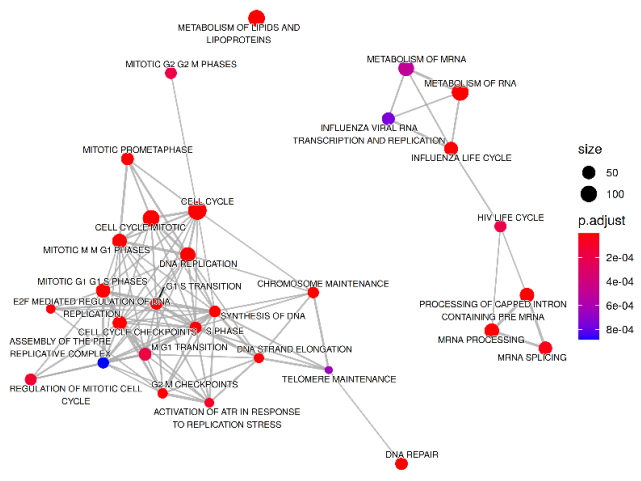 METABOLISM OF LIPIDS AND
LIPOPROTEINS
MITOTIC G2 G2 M PHASES
METABOLISM OF MRNA
METABOLISM OF RNA
INFLUENZA VIRAL RNA
TRANSCRIPTION AND REPLICATION
INFLUENZA LIFE CYCLE
MITOTIC PROMETAPHASE
CELL CYCLE
CELL CYCLE MITOTIC
HIV LIFE CYCLE
MITOTIC M M G1 PHASES
DNA REPLICATION
MITOTIC G1 G1 S PHASES
G1 S TRANSITION
CHROMOSOME MAINTENANCE
E2F MEDIATED REGULATION OF DNA
REPLICATION
SYNTHESIS OF DNA
PROCESSING OF CAPPED INTRON
CONTAINING PRE MRNA
CELL CYCLE CHECKPOINTS
S PHASE
ASSEMBLY OF THE PRE
REPLICATIVE COMPLEX
M G1 TRANSITION
DNA STRAND ELONGATION
MRNA PROCESSING
MRNA SPLICING
REGULATION OF MITOTIC CELL
CYCLE
G2 M CHECKPOINTS
TELOMERE MAINTENANCE
ACTIVATION OF ATR IN RESPONSE
TO REPLICATION STRESS
DNA REPAIR
size
50
100
p.adjust
2e-04
4e-04
6e-04
8e-04